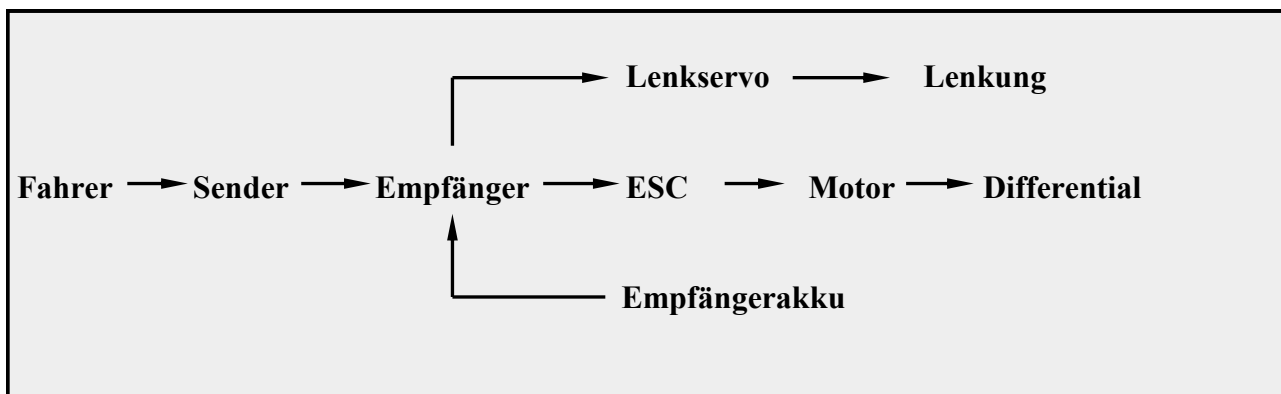 Lenkservo Lenkung
Fahrer Sender Empfänger ESC Motor Differential
Empfängerakku